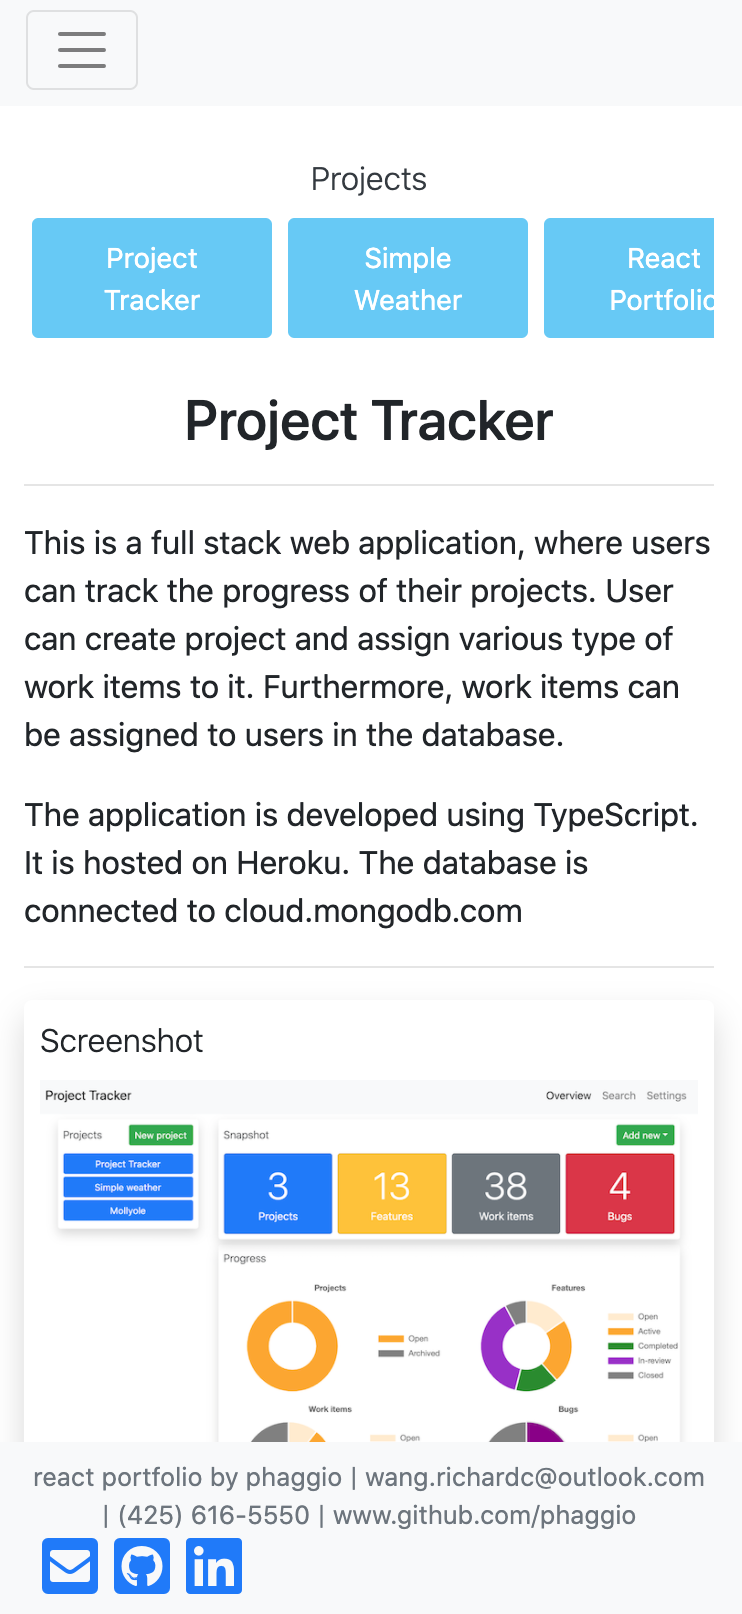 Projects
Project
Tracker
Simple
Weather
React
Portfolio
Project Tracker
This is a full stack web application, where users
can track the progress of their projects. User
can create project and assign various type of
work items to it. Furthermore, work items can
be assigned to users in the database.
The application is developed using TypeScript.
It is hosted on Heroku. The database is
connected to cloud.mongodb.com
Screenshot
Project Tracker
Overview Search Settings
Projects
New project
Project Tracker
Simple weather
Mollyole
Snapshot
Add new
3
Projects
13
Features
38
Work items
4
Bugs
Progress
Projects
Open
Archived
Features
Open
Active
Completed
In-review
Closed
Work items
Open
Bugs
Open
react portfolio by phaggio | wang.richardc@outlook.com
| (425) 616-5550 | www.github.com/phaggio
in